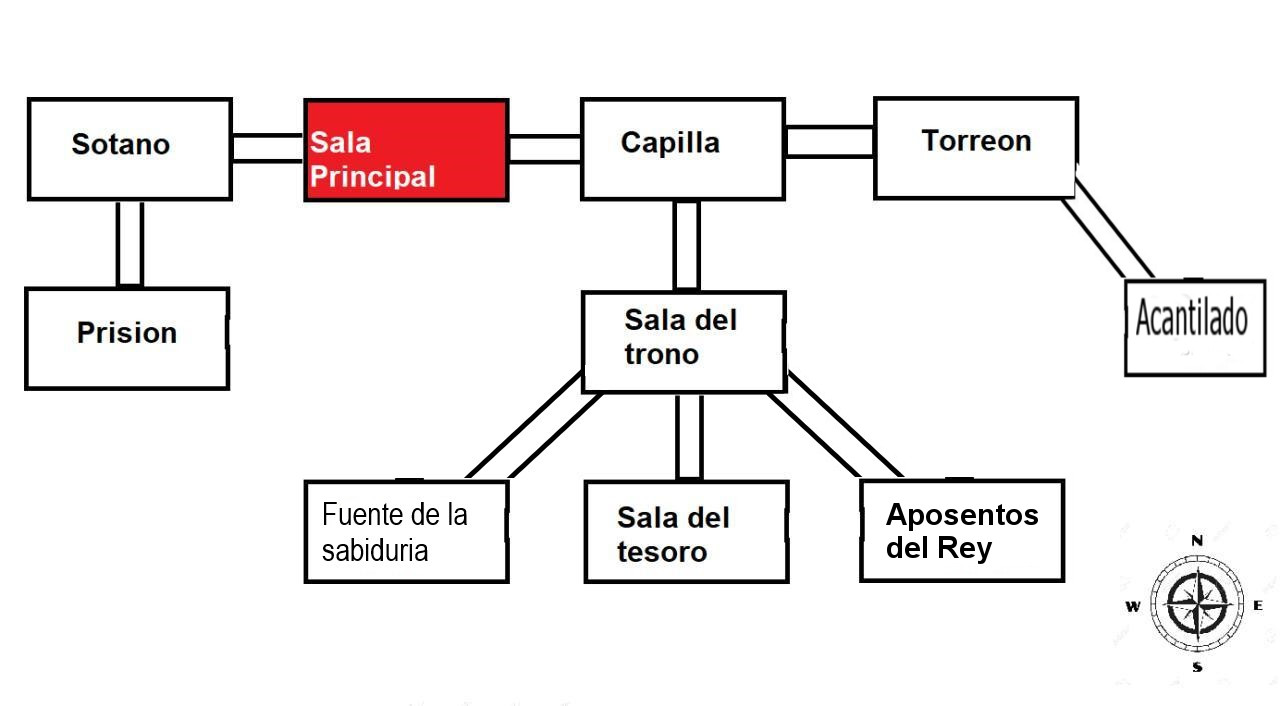 Sotano
Sala
Principal
Capilla
Torreon
Prision
Sala del
trono
Acantilado
Fuente de la
sabiduria
Sala del
tesoro
Aposentos
del Rey
N
W E
S